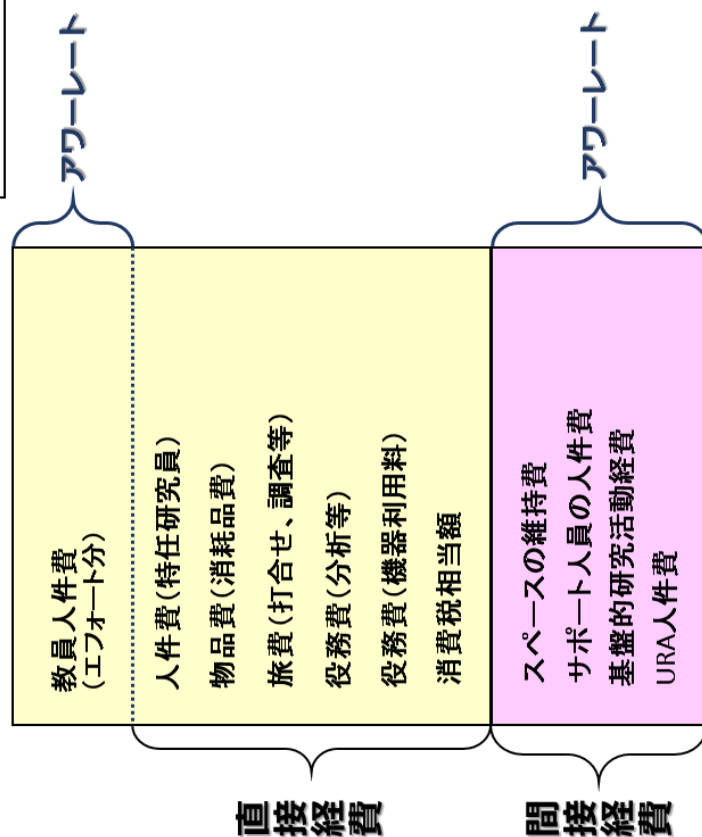 アワーレート
教員人件費
(エフォート分)
直接経費
人件費(特任研究員)
物品費(消耗品費)
旅費(打合せ、調査等)
役務費(分析等)
役務費(機器利用料)
消費税相当額
間接経費
スペースの維持費
サポート人員の人件費
基盤的研究活動経費
URA人件費
アワーレート